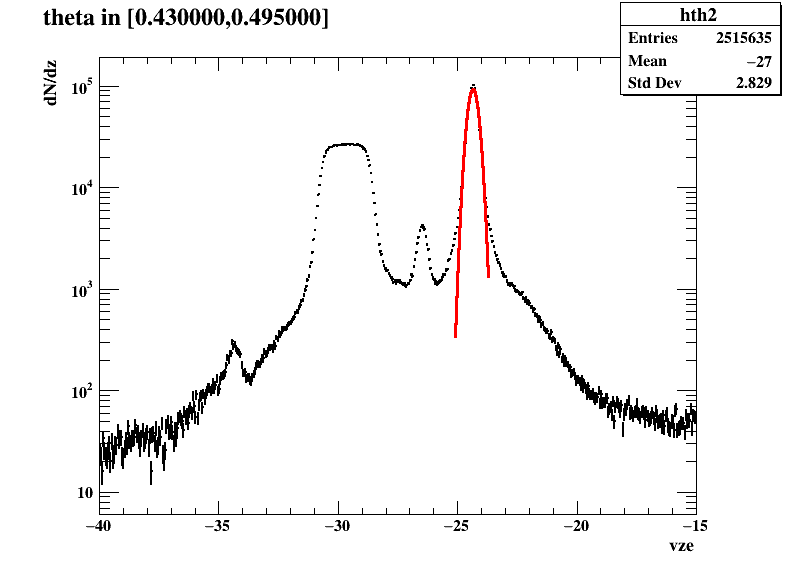 theta in [0.430000,0.495000]
hth2
Entries 2515635
Mean −27
Std Dev 2.829
dN/dz
10^5
10^4
10^3
10^2
10
−40 −35 −30 −25 −20 −15
vze